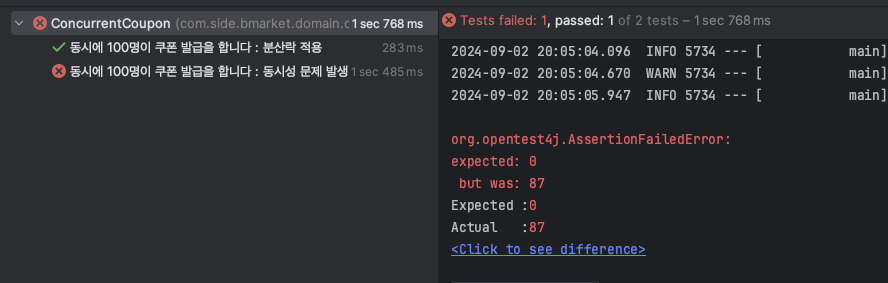 ConcurrentCoupon (com.side.bmarket.domain.c 1 sec 768 ms
동시에 100명이 쿠폰 발급을 합니다 : 분산락 적용 283 ms
동시에 100명이 쿠폰 발급을 합니다 : 동시성 문제 발생 1 sec 485 ms
Tests failed: 1, passed: 1 of 2 tests – 1 sec 768 ms
2024-09-02 20:05:04.096  INFO 5734 --- [           main]
2024-09-02 20:05:04.670  WARN 5734 --- [           main]
2024-09-02 20:05:05.947  INFO 5734 --- [           main]
org.opentest4j.AssertionFailedError:
expected: 0
 but was: 87
Expected :0
Actual   :87
<Click to see difference>